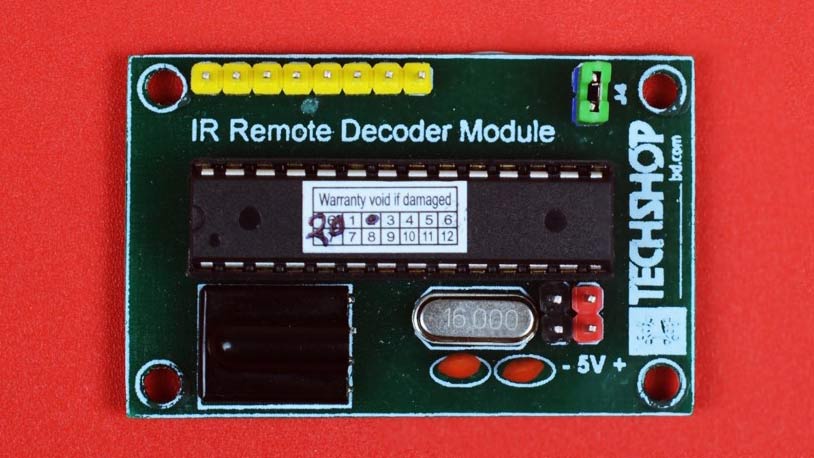 J4
IR Remote Decoder Module
TECHSHOP
bd.com
Warranty void if damaged
1 3 4 5 6
7 8 9 10 11 12
16.000
- 5V +